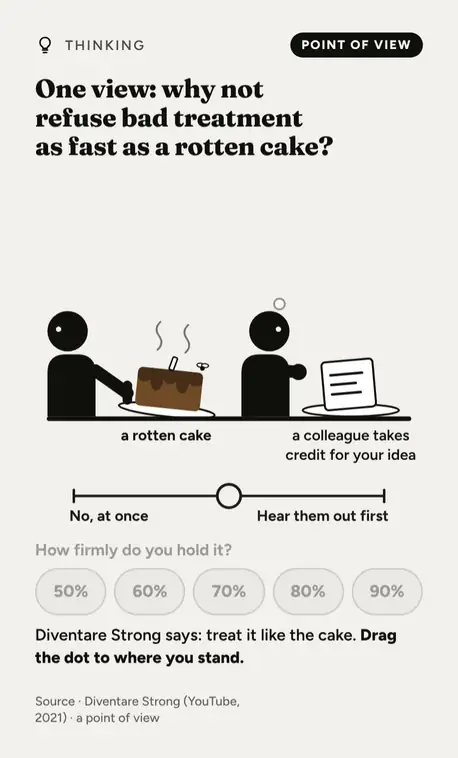 THINKING
POINT OF VIEW
One view: why not
refuse bad treatment
as fast as a rotten cake?
a rotten cake
a colleague takes
credit for your idea
No, at once
Hear them out first
How firmly do you hold it?
50%
60%
70%
80%
90%
Diventare Strong says: treat it like the cake. Drag
the dot to where you stand.
Source · Diventare Strong (YouTube,
2021) · a point of view